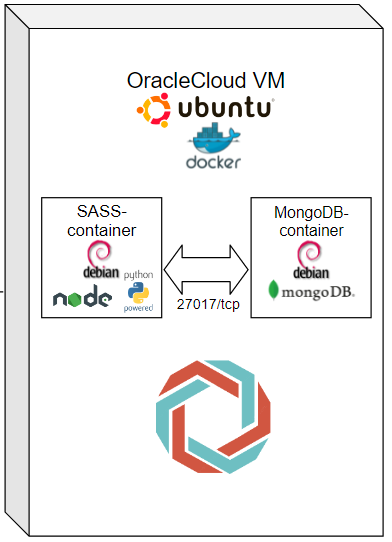 OracleCloud VM
ubuntu
docker
SASS-
container
debian
node
python
powered
27017/tcp
MongoDB-
container
debian
mongoDB.